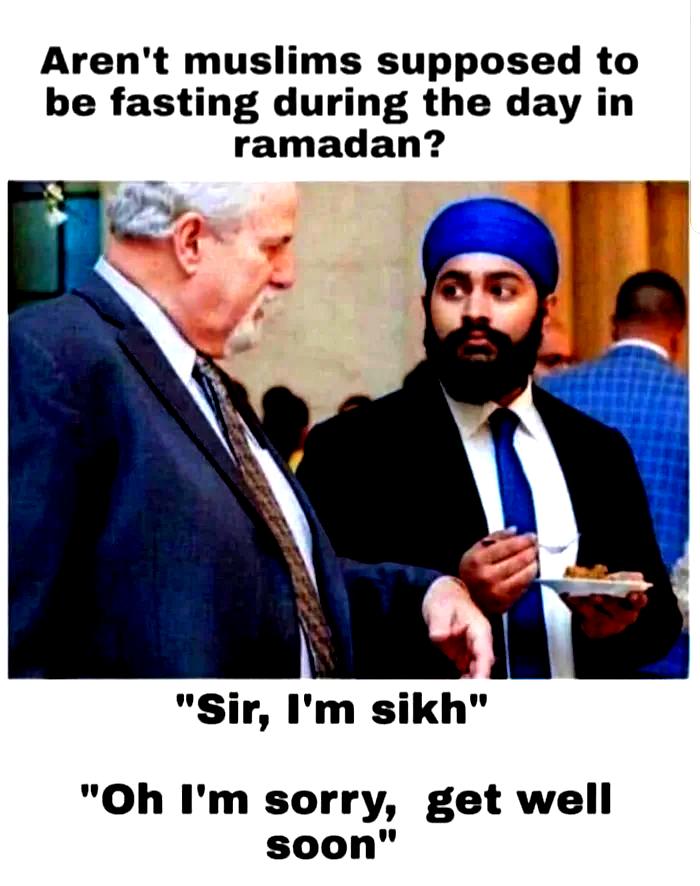 Aren't muslims supposed to
be fasting during the day in
ramadan?
"Sir, I'm sikh"
"Oh I'm sorry, get well
soon"